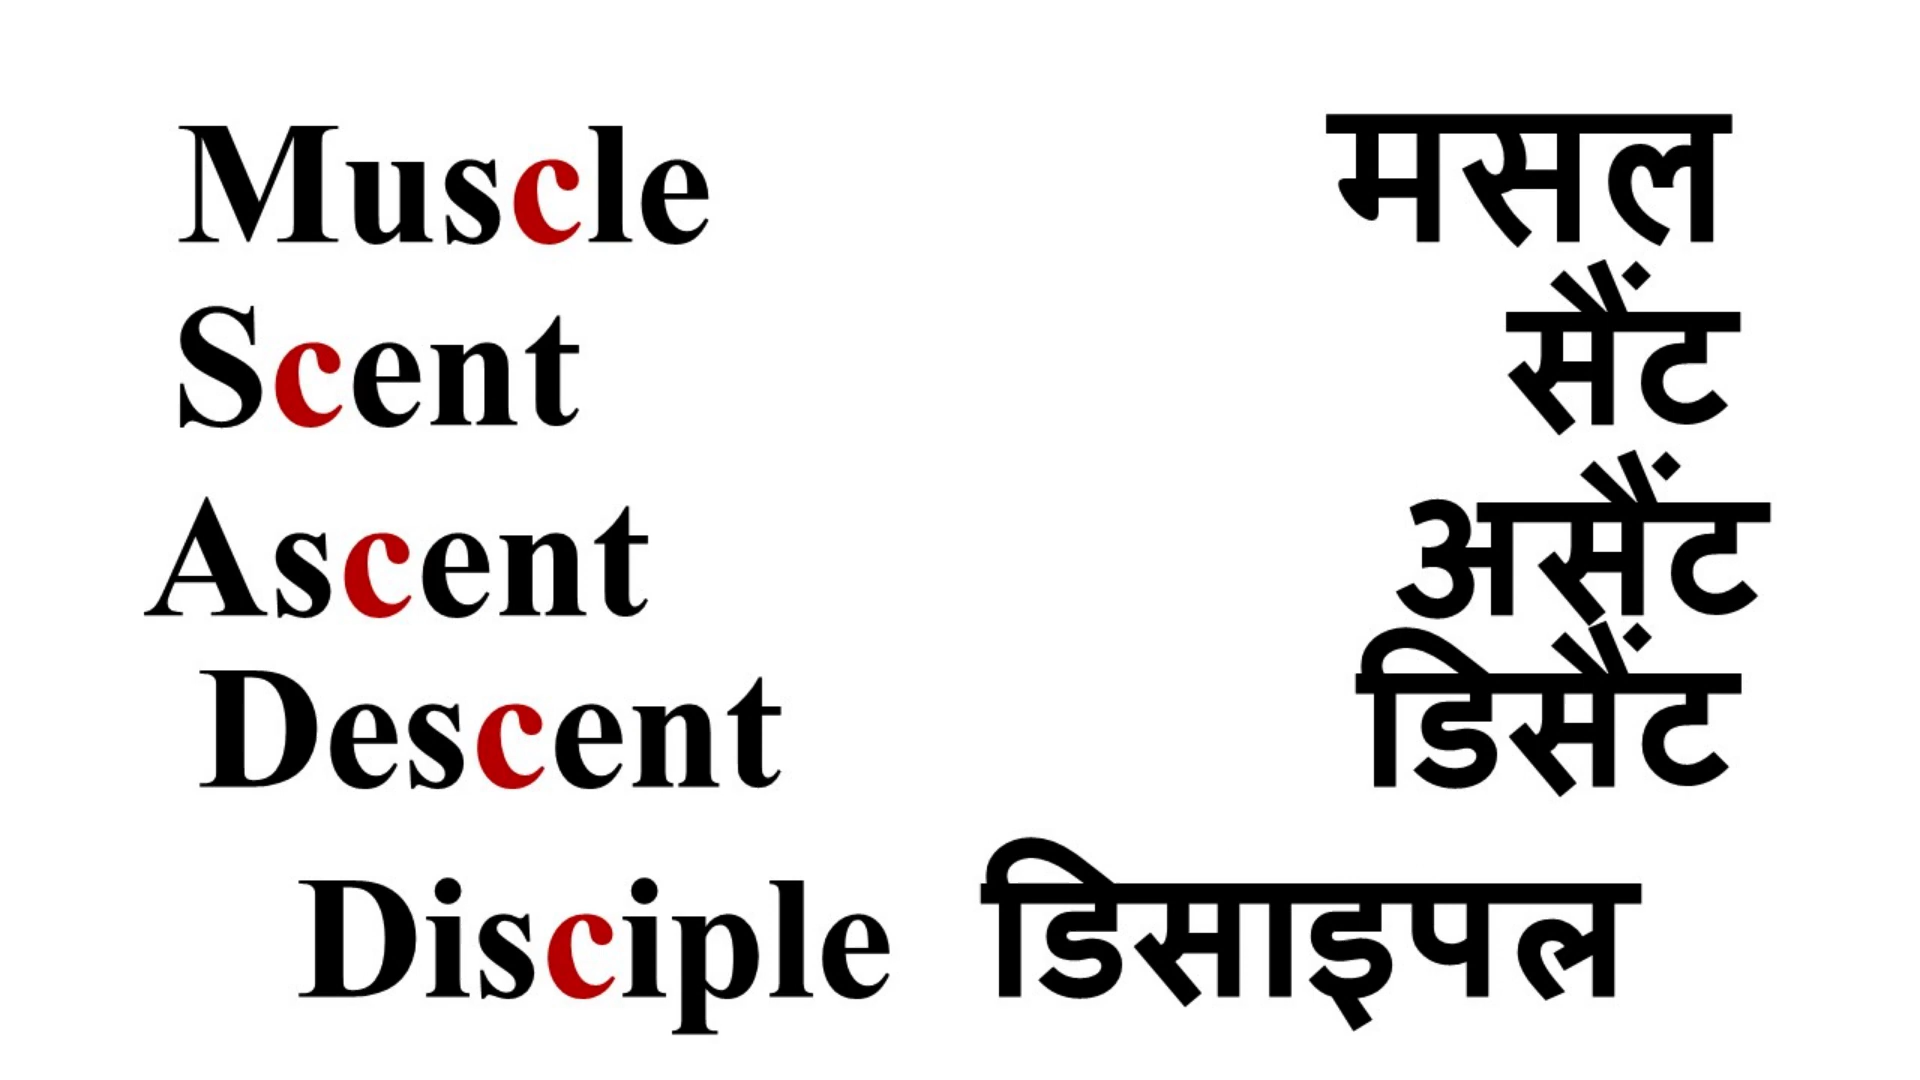 Muscle मसल
Scent सैंट
Ascent असैंट
Descent डिसैंट
Disciple डिसाइपल